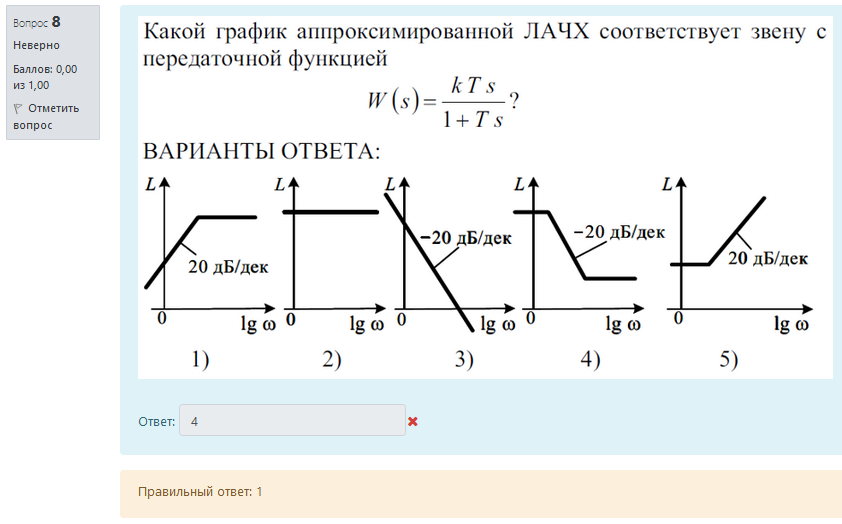 Вопрос 8
Неверно
Баллов: 0,00
из 1,00
Отметить
вопрос
Какой график аппроксимированной ЛАЧХ соответствует звену с
передаточной функцией
W(s)= k T s / 1+T s ?
ВАРИАНТЫ ОТВЕТА:
L L L L L
20 дБ/дек −20 дБ/дек −20 дБ/дек 20 дБ/дек
0 lg ω 0 lg ω 0 lg ω 0 lg ω 0 lg ω
1) 2) 3) 4) 5)
Ответ: 4
Правильный ответ: 1